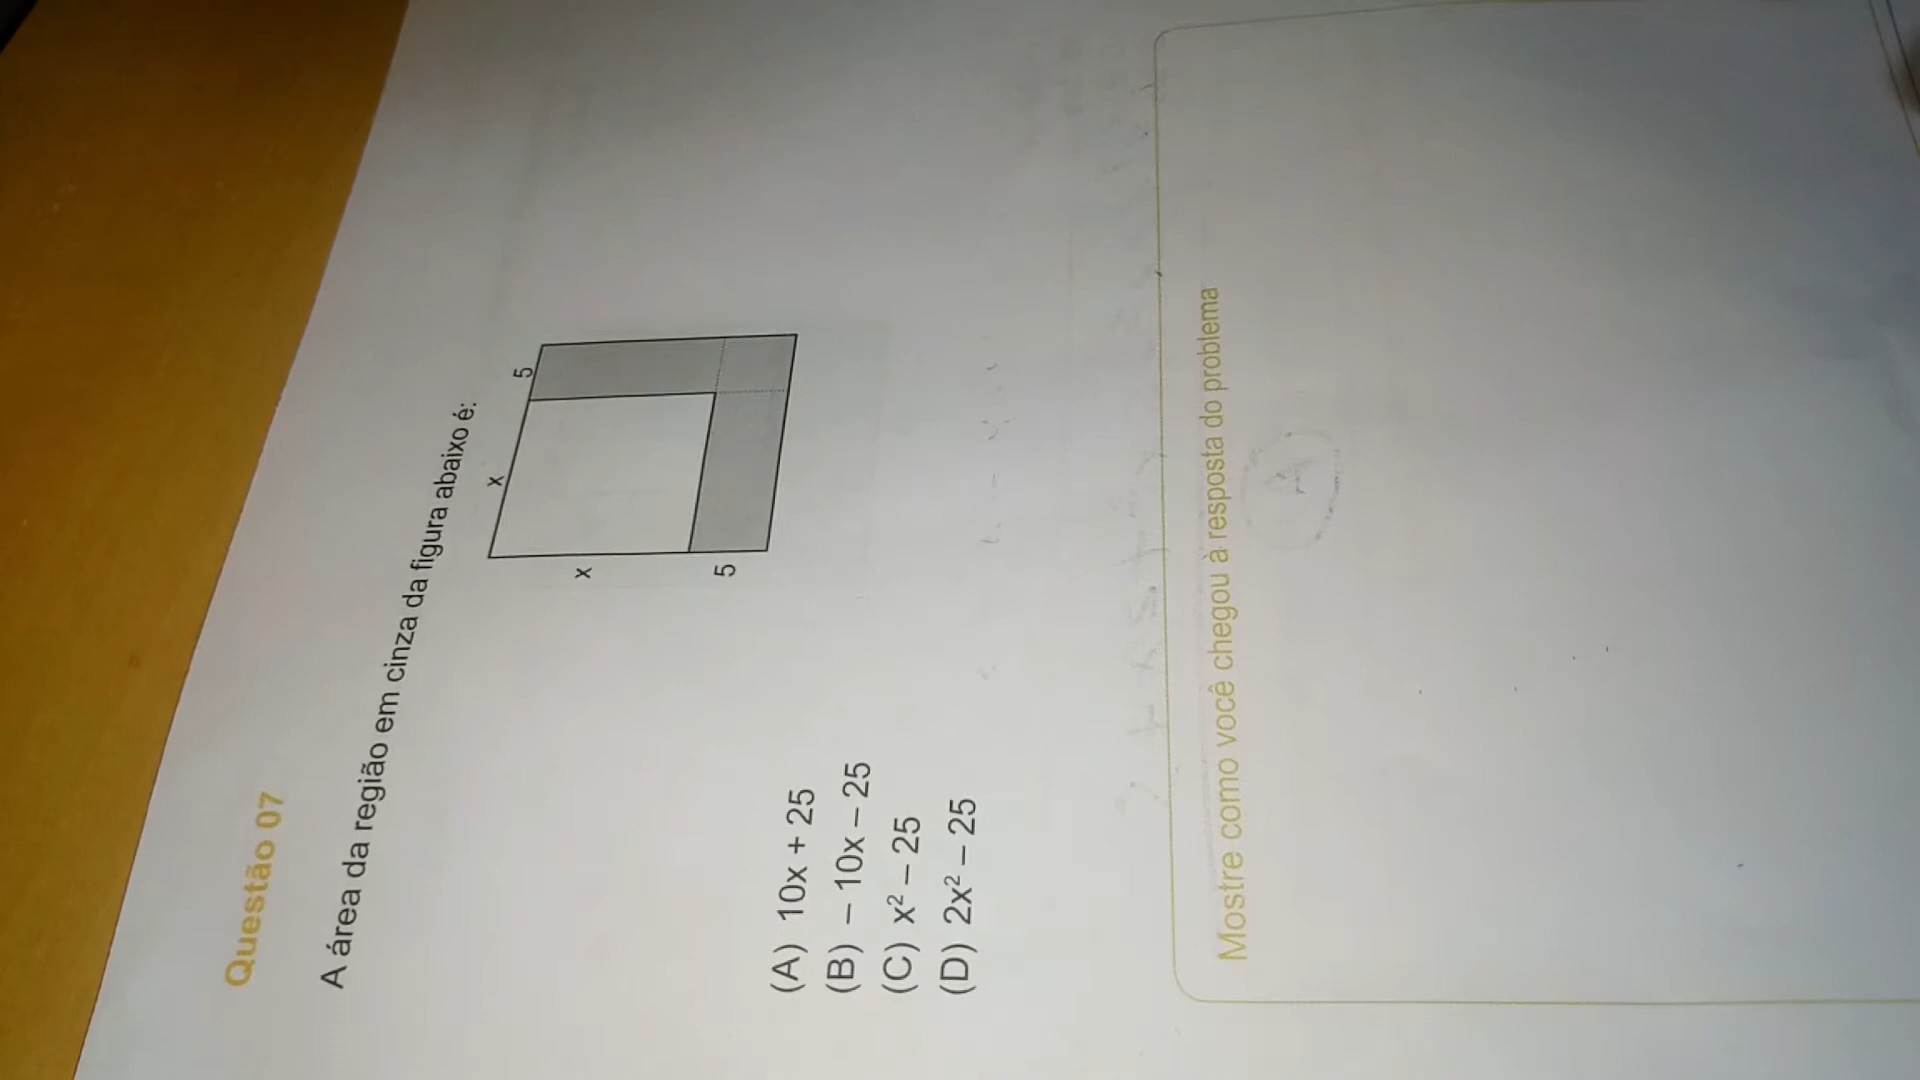 Questão 07
A área da região em cinza da figura abaixo é:
x
5
x
5
(A) 10x + 25
(B) – 10x – 25
(C) x² – 25
(D) 2x² – 25
Mostre como você chegou à resposta do problema
A